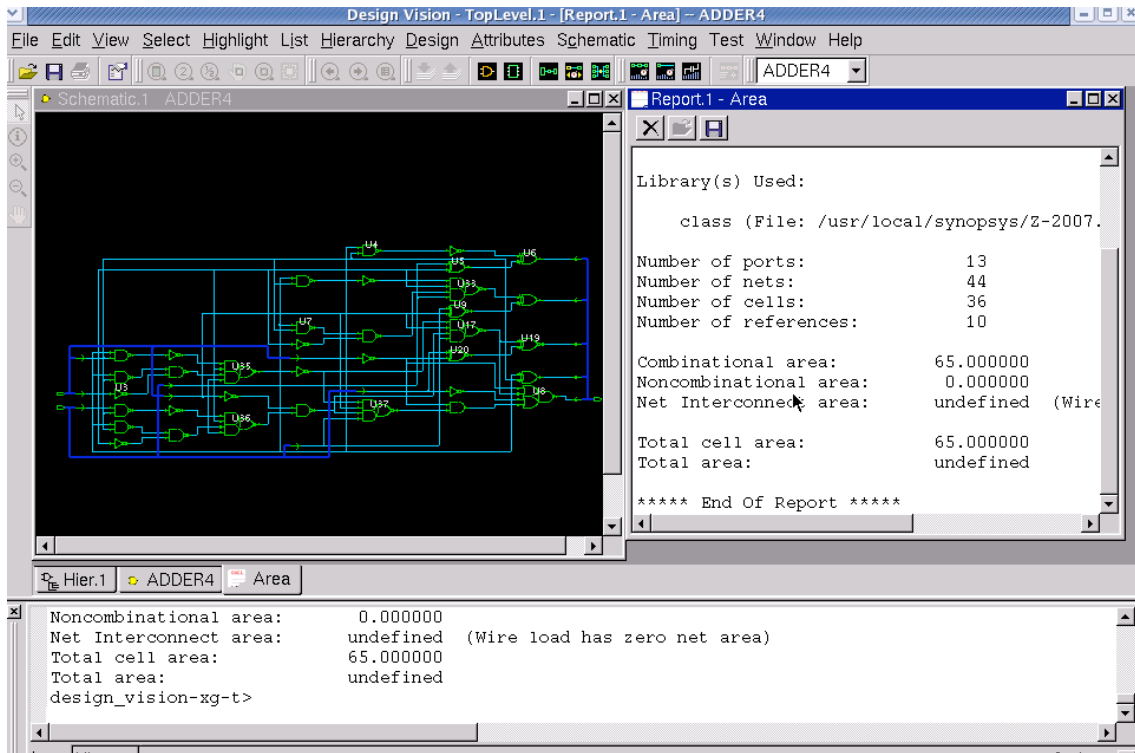 Design Vision - TopLevel.1 - [Report.1 - Area] -- ADDER4
File Edit View Select Highlight List Hierarchy Design Attributes Schematic Timing Test Window Help
ADDER4
Schematic.1 ADDER4
Report.1 - Area
Library(s) Used:
class (File: /usr/local/synopsys/Z-2007.
Number of ports: 13
Number of nets: 44
Number of cells: 36
Number of references: 10
Combinational area: 65.000000
Noncombinational area: 0.000000
Net Interconnect area: undefined (Wire
Total cell area: 65.000000
Total area: undefined
***** End Of Report *****
U4
U6
U5
U33
U9
U7
U17
U19
U20
U35
U3
U8
U37
U36
Hier.1 ADDER4 Area
Noncombinational area: 0.000000
Net Interconnect area: undefined (Wire load has zero net area)
Total cell area: 65.000000
Total area: undefined
design_vision-xg-t>